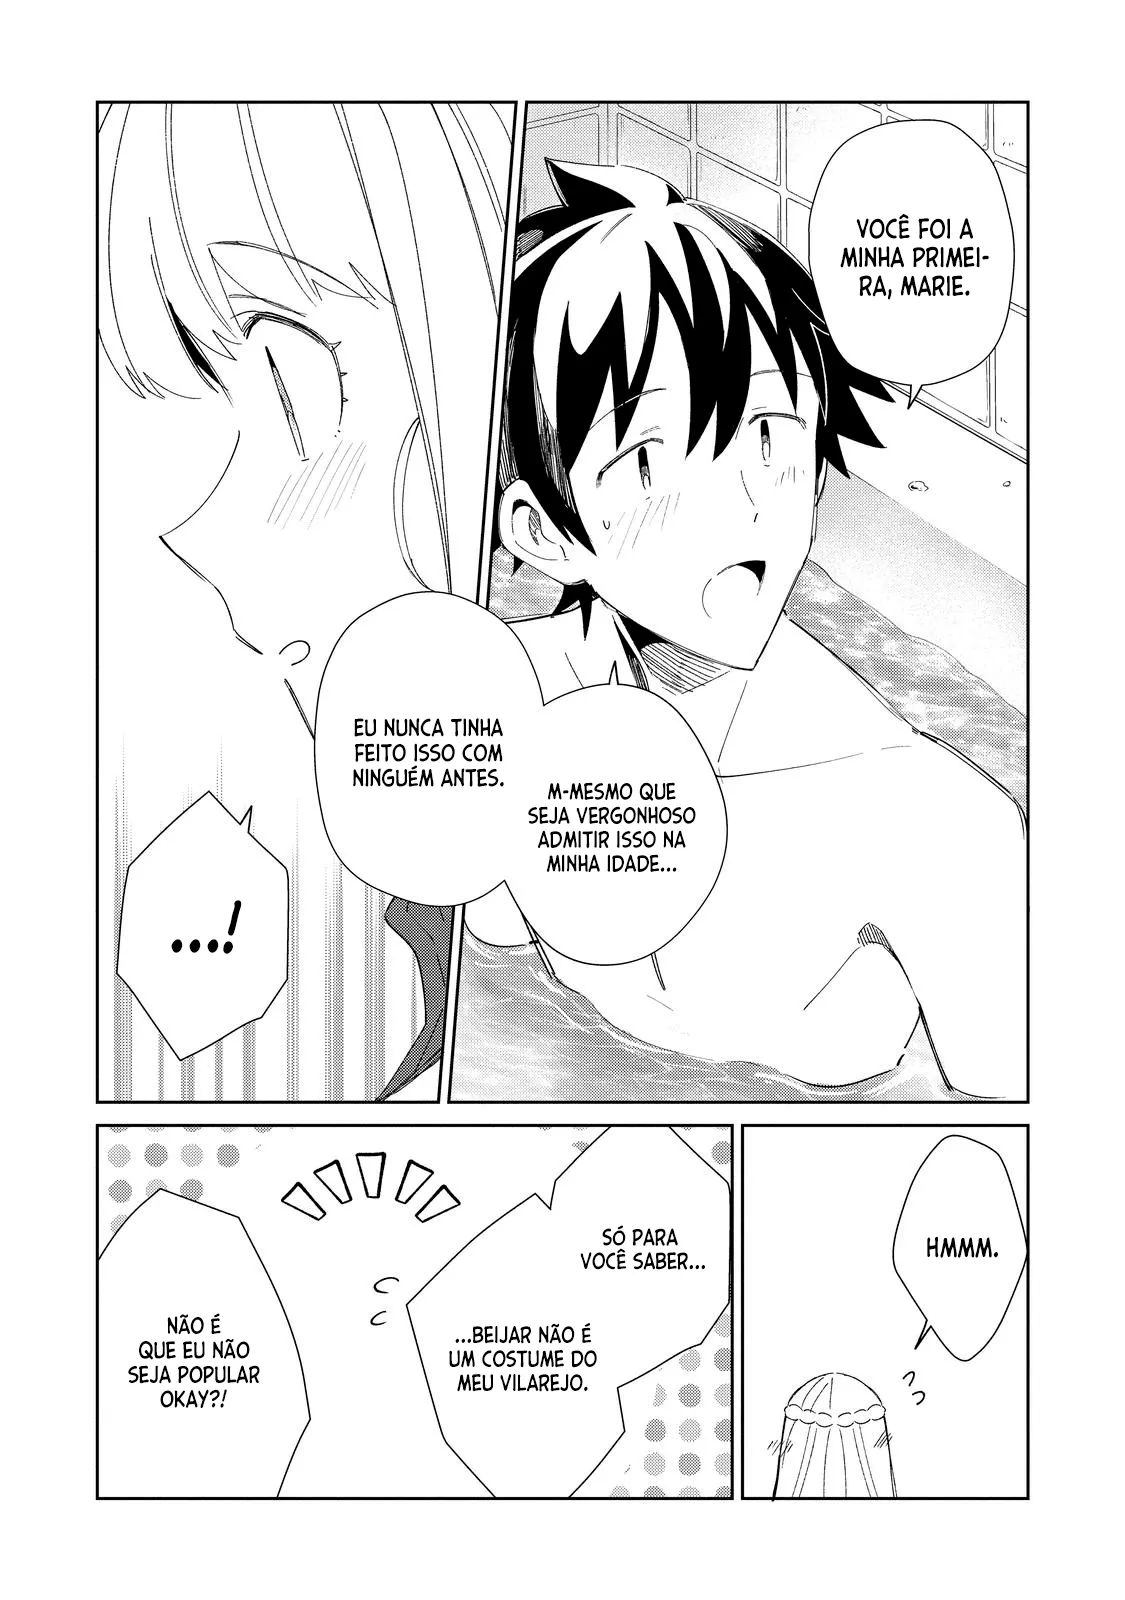 VOCÊ FOI A
MINHA PRIMEI-
RA, MARIE.
M-MESMO QUE
SEJA VERGONHOSO
ADMITIR ISSO NA
MINHA IDADE...
EU NUNCA TINHA
FEITO ISSO COM
NINGUÉM ANTES.
...!
HMMM.
SÓ PARA
VOCÊ SABER...
...BEIJAR NÃO É
UM COSTUME DO
MEU VILAREJO.
NÃO É
QUE EU NÃO
SEJA POPULAR
OKAY?!